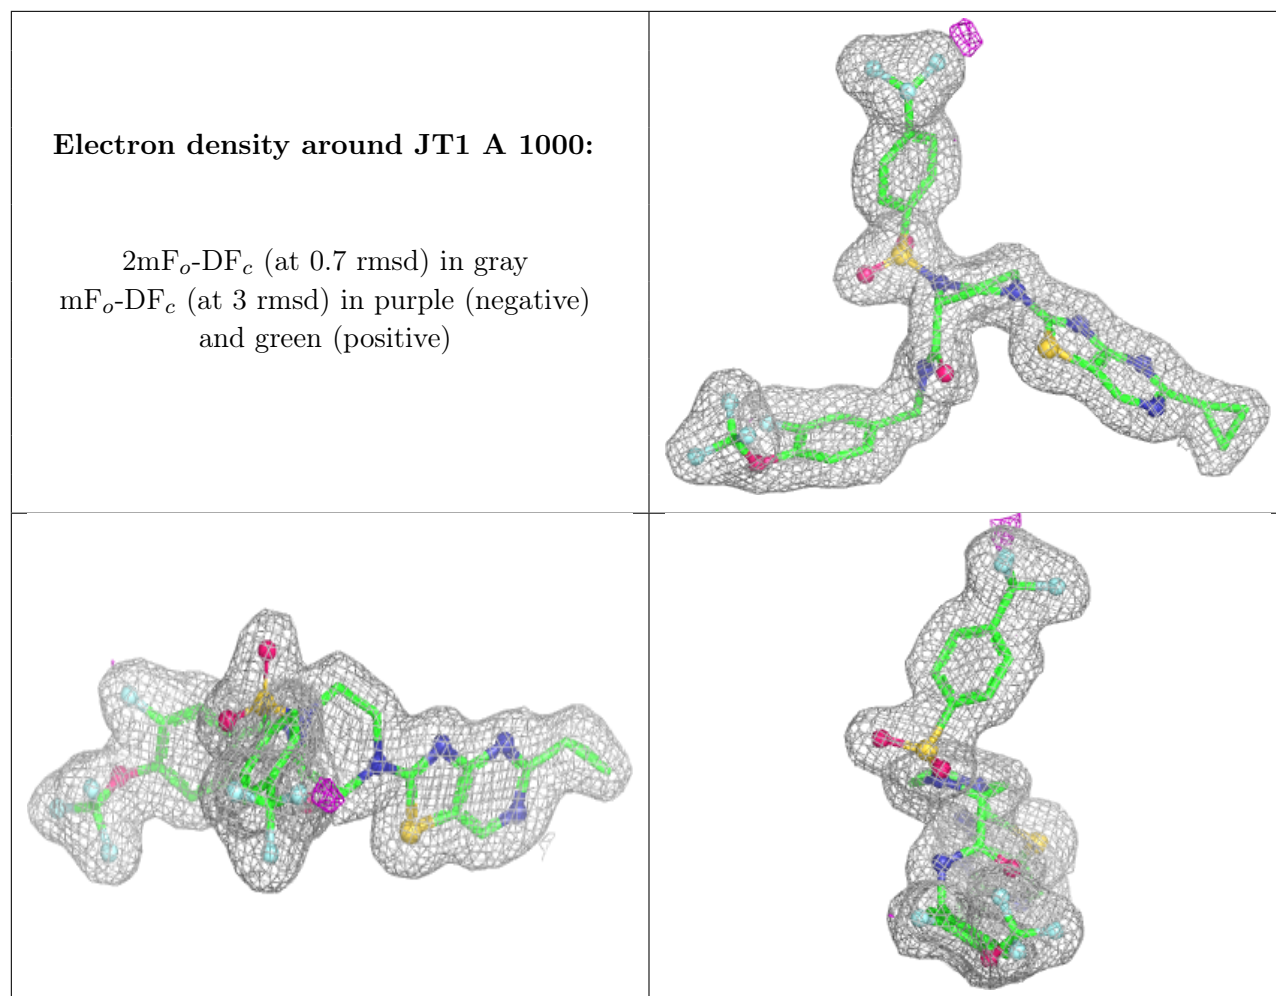 Electron density around JT1 A 1000:
2mFₒ-DF𝒸 (at 0.7 rmsd) in gray
mFₒ-DF𝒸 (at 3 rmsd) in purple (negative)
and green (positive)